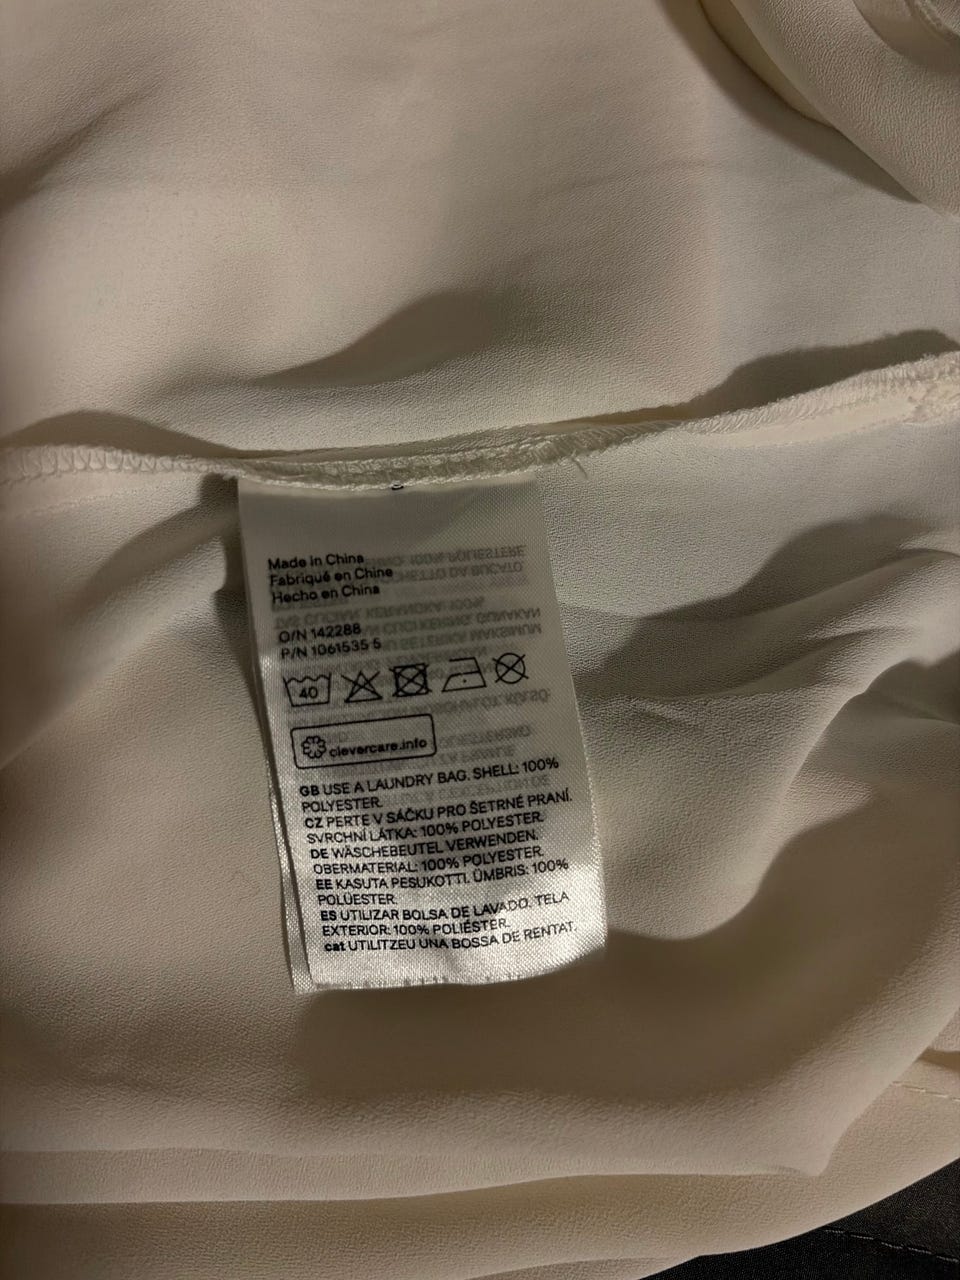 Made in China
Fabriqué en Chine
Hecho en China
O/N 142288
P/N 1061535 5
40
clevercare.info
GB USE A LAUNDRY BAG. SHELL: 100%
POLYESTER.
CZ PERTE V SÁČKU PRO ŠETRNÉ PRANÍ.
SVRCHNÍ LÁTKA: 100% POLYESTER.
DE WÄSCHEBEUTEL VERWENDEN.
OBERMATERIAL: 100% POLYESTER.
EE KASUTA PESUKOTTI. ÜMBRIS: 100%
POLÜESTER.
ES UTILIZAR BOLSA DE LAVADO. TELA
EXTERIOR: 100% POLIÉSTER.
cat UTILITZEU UNA BOSSA DE RENTAT.